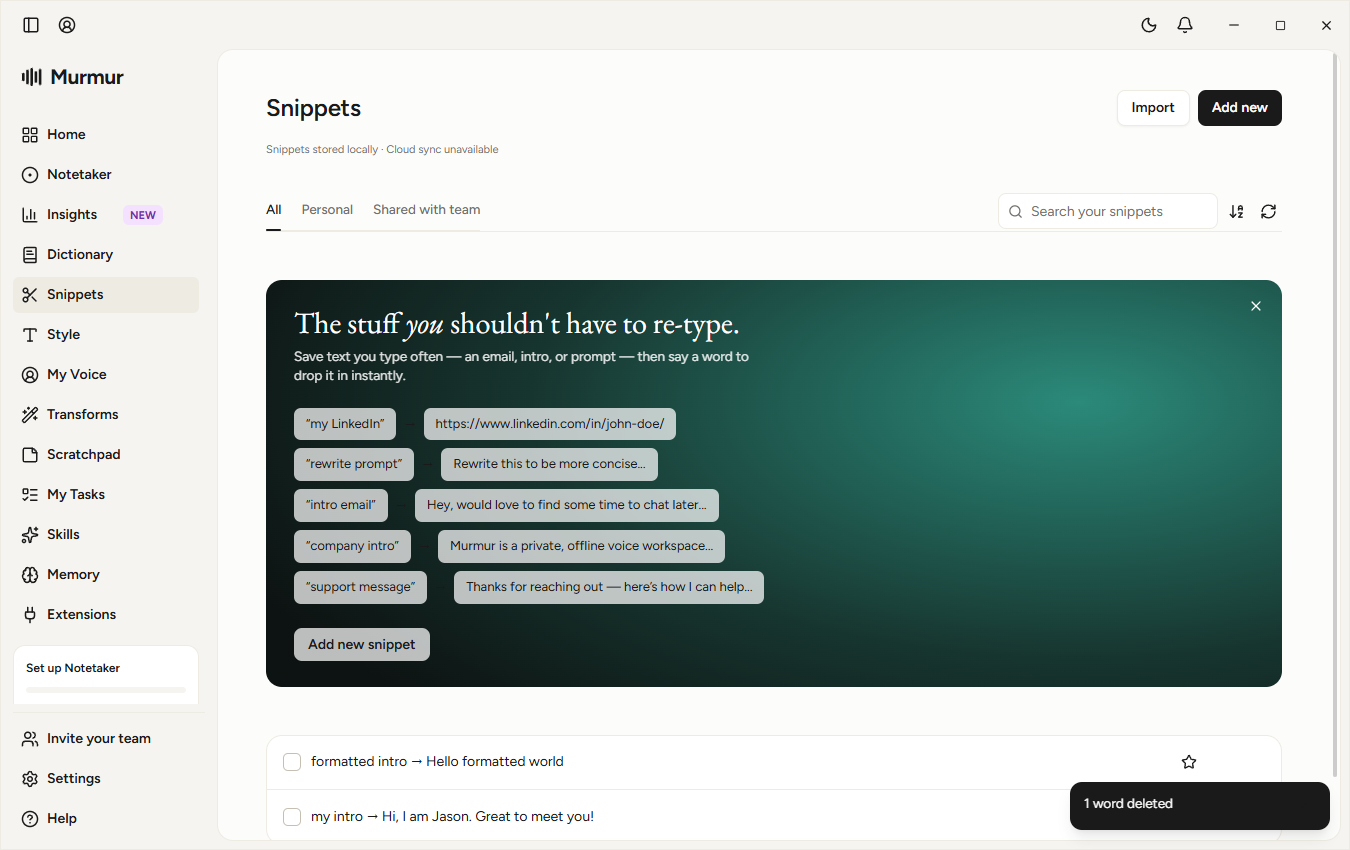 Murmur
Home
Notetaker
Insights NEW
Dictionary
Snippets
Style
My Voice
Transforms
Scratchpad
My Tasks
Skills
Memory
Extensions
Set up Notetaker
Invite your team
Settings
Help
Snippets
Import
Add new
Snippets stored locally · Cloud sync unavailable
All Personal Shared with team
Search your snippets
The stuff you shouldn't have to re-type.
Save text you type often — an email, intro, or prompt — then say a word to
drop it in instantly.
“my LinkedIn” → https://www.linkedin.com/in/john-doe/
“rewrite prompt” → Rewrite this to be more concise...
“intro email” → Hey, would love to find some time to chat later...
“company intro” → Murmur is a private, offline voice workspace...
“support message” → Thanks for reaching out — here’s how I can help...
Add new snippet
formatted intro → Hello formatted world
my intro → Hi, I am Jason. Great to meet you!
1 word deleted